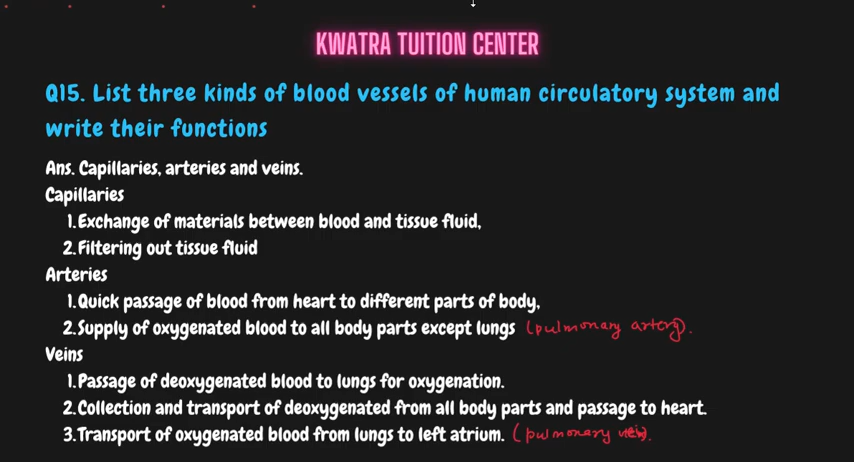 KWATRA TUITION CENTER
Q15. List three kinds of blood vessels of human circulatory system and
write their functions
Ans. Capillaries, arteries and veins.
Capillaries
1.Exchange of materials between blood and tissue fluid,
2.Filtering out tissue fluid
Arteries
1.Quick passage of blood from heart to different parts of body,
2.Supply of oxygenated blood to all body parts except lungs (pulmonary artery).
Veins
1.Passage of deoxygenated blood to lungs for oxygenation.
2.Collection and transport of deoxygenated from all body parts and passage to heart.
3.Transport of oxygenated blood from lungs to left atrium. (pulmonary vein).